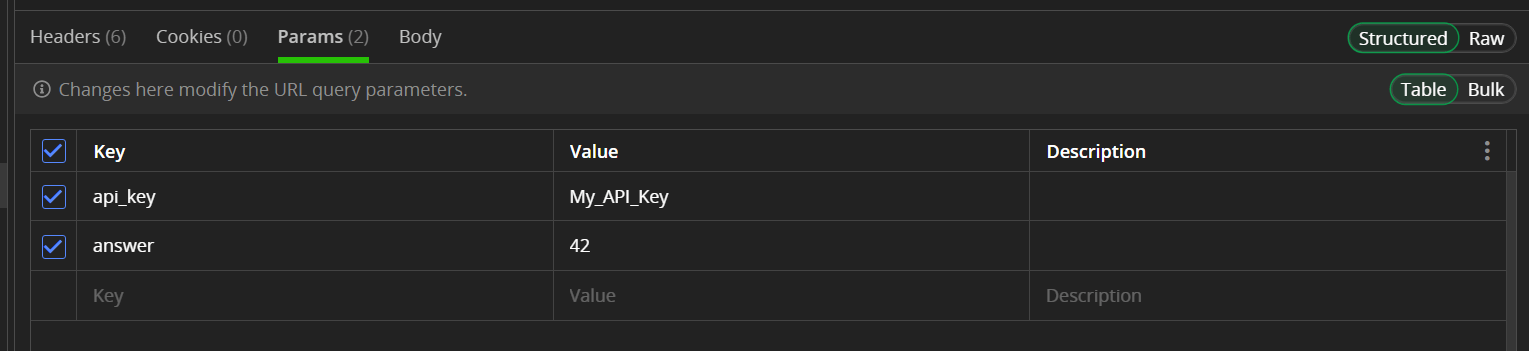 Headers (6) Cookies (0) Params (2) Body Structured Raw
Changes here modify the URL query parameters. Table Bulk
Key Value Description
api_key My_API_Key
answer 42
Key Value Description